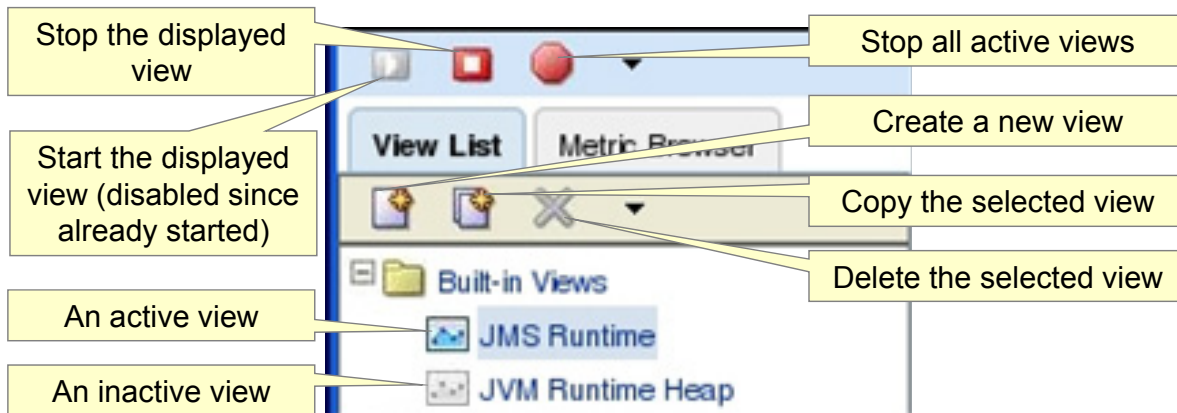 Stop the displayed
view
Stop all active views
View List
Metric Browser
Create a new view
Start the displayed
view (disabled since
already started)
Copy the selected view
Delete the selected view
Built-in Views
An active view
JMS Runtime
An inactive view
JVM Runtime Heap